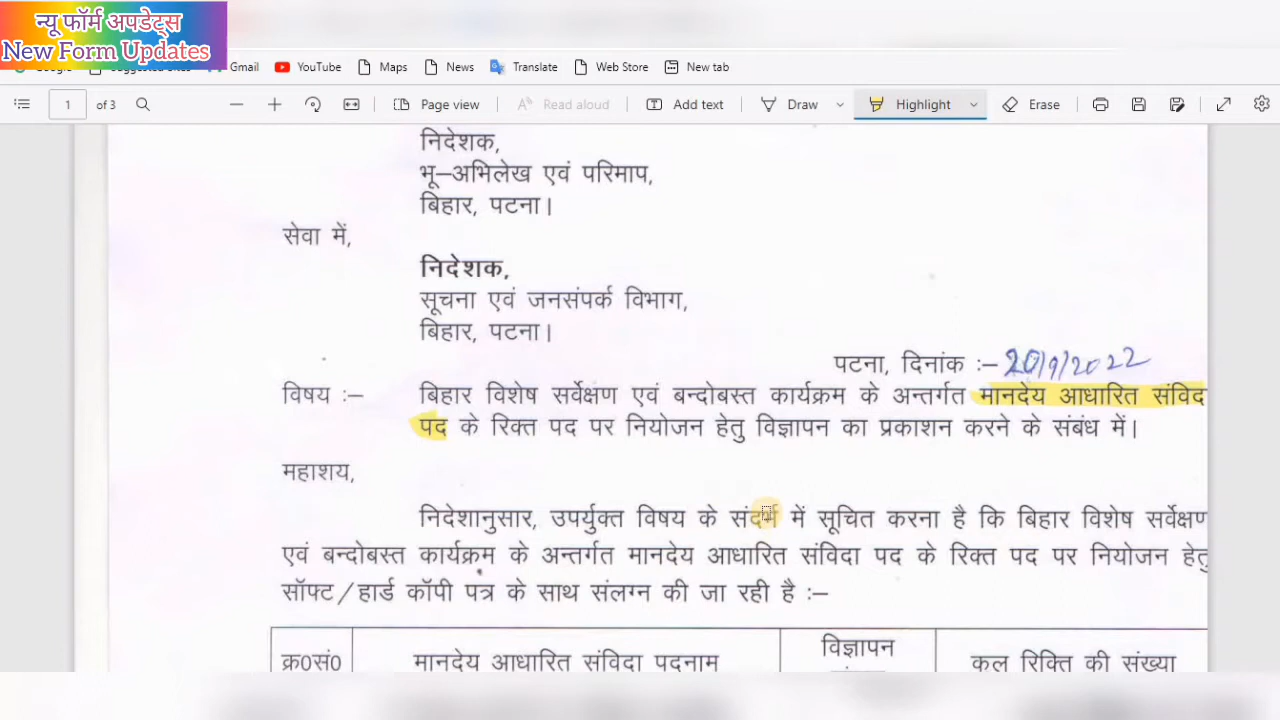 न्यू फॉर्म अपडेट्स
New Form Updates
Gmail YouTube Maps News Translate Web Store New tab
1 of 3 Page view Read aloud Add text Draw Highlight Erase
निदेशक,
भू–अभिलेख एवं परिमाप,
बिहार, पटना।
सेवा में,
निदेशक,
सूचना एवं जनसंपर्क विभाग,
बिहार, पटना।
पटना, दिनांक :– 20/9/2022
विषय :– बिहार विशेष सर्वेक्षण एवं बन्दोबस्त कार्यक्रम के अन्तर्गत मानदेय आधारित संविद
पद के रिक्त पद पर नियोजन हेतु विज्ञापन का प्रकाशन करने के संबंध में।
महाशय,
निदेशानुसार, उपर्युक्त विषय के संदर्भ में सूचित करना है कि बिहार विशेष सर्वेक्षण
एवं बन्दोबस्त कार्यक्रम के अन्तर्गत मानदेय आधारित संविदा पद के रिक्त पद पर नियोजन हेतु
सॉफ्ट/हार्ड कॉपी पत्र के साथ संलग्न की जा रही है :–
क्र0सं0 मानदेय आधारित संविदा पदनाम विज्ञापन कुल रिक्ति की संख्या